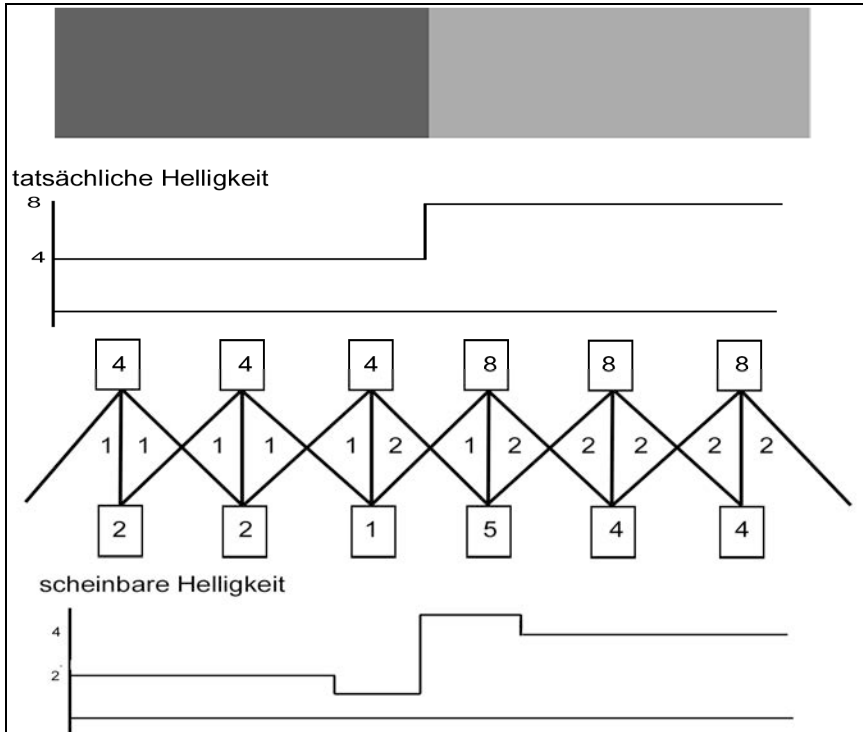 tatsächliche Helligkeit
8
4
4 4 4 8 8 8
1 1 1 1 1 2 1 2 2 2 2 2
2 2 1 5 4 4
scheinbare Helligkeit
4
2